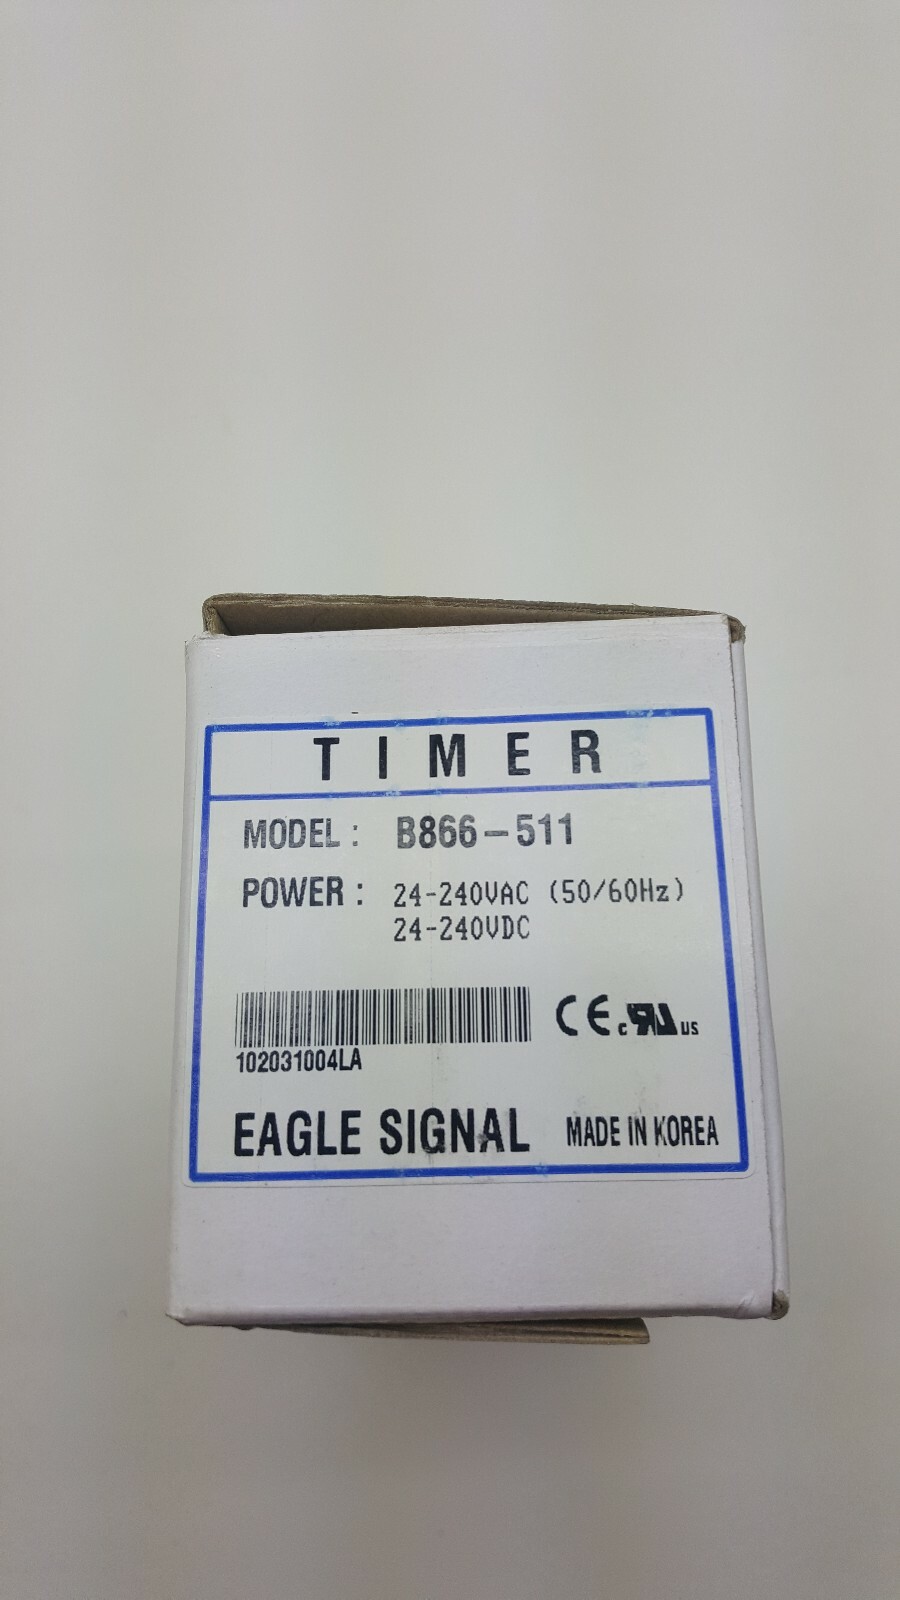 TIMER
MODEL : B866-511
POWER : 24-240VAC (50/60Hz)
24-240VDC
102031004LA
CE c RU US
EAGLE SIGNAL MADE IN KOREA